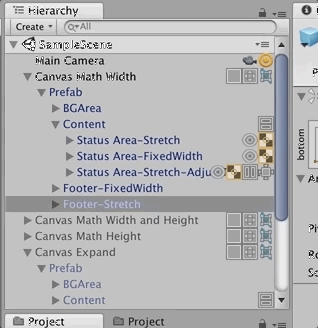 Hierarchy
Create
All
SampleScene
Main Camera
Canvas Math Width
Prefab
BGArea
Content
Status Area-Stretch
Status Area-FixedWidth
Status Area-Stretch-Adju
Footer-FixedWidth
Footer-Stretch
Canvas Math Width and Height
Canvas Math Height
Canvas Expand
Prefab
BGArea
Content
Project
Project
bottom